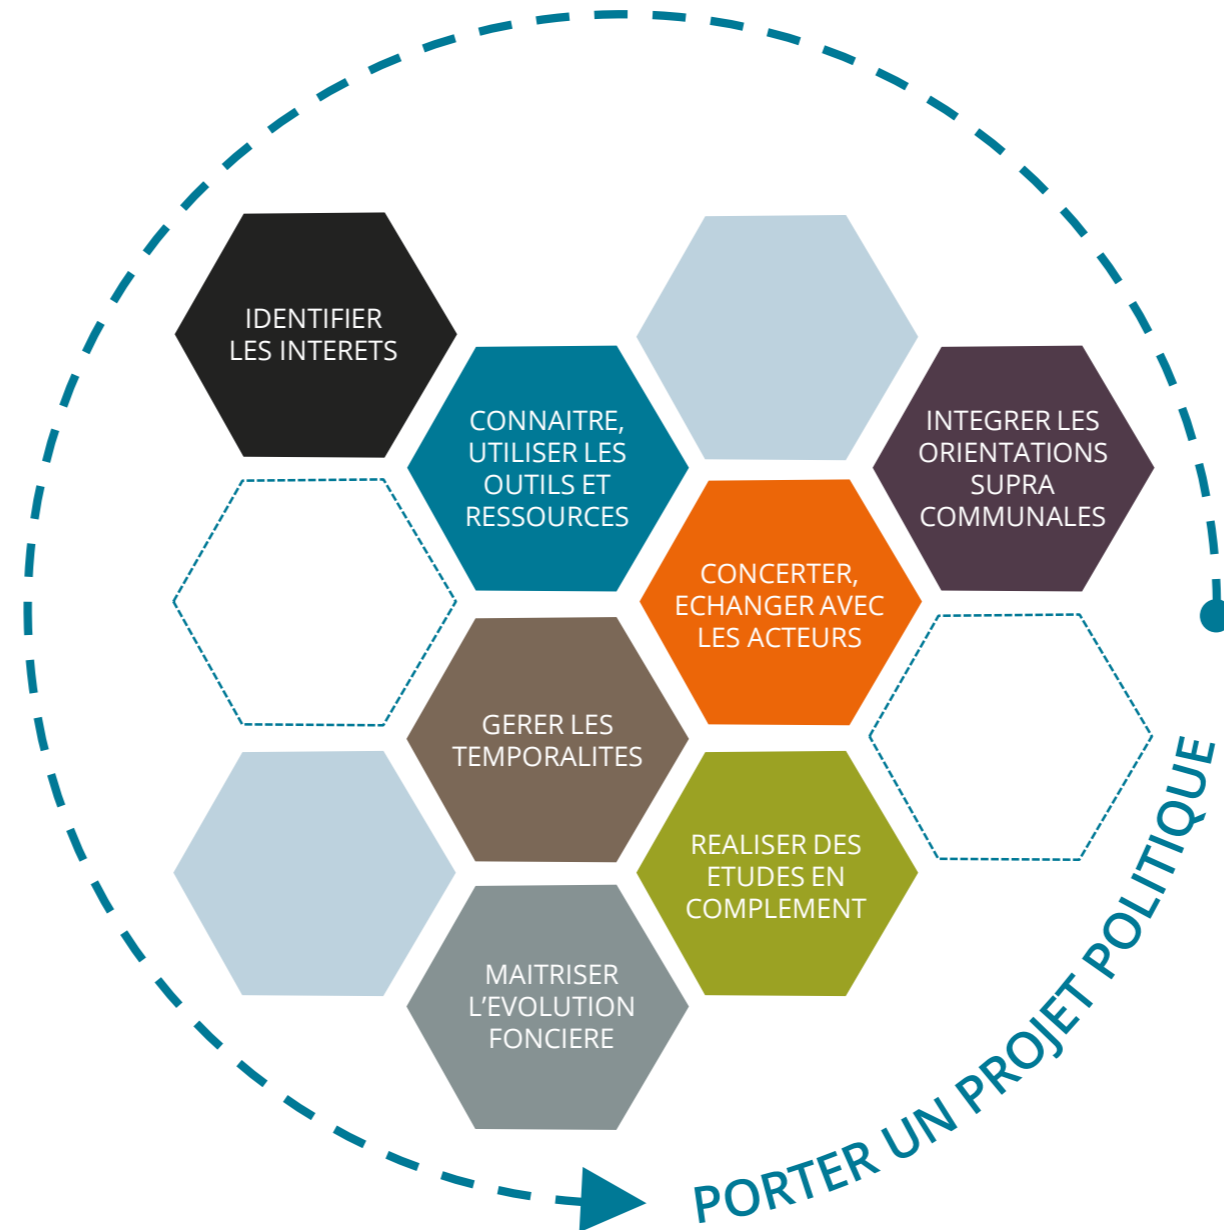 IDENTIFIER
LES INTERETS
CONNAITRE,
UTILISER LES
OUTILS ET
RESSOURCES
INTEGRER LES
ORIENTATIONS
SUPRA
COMMUNALES
CONCERTER,
ECHANGER AVEC
LES ACTEURS
GERER LES
TEMPORALITES
REALISER DES
ETUDES EN
COMPLEMENT
MAITRISER
L’EVOLUTION
FONCIERE
PORTER UN PROJET POLITIQUE